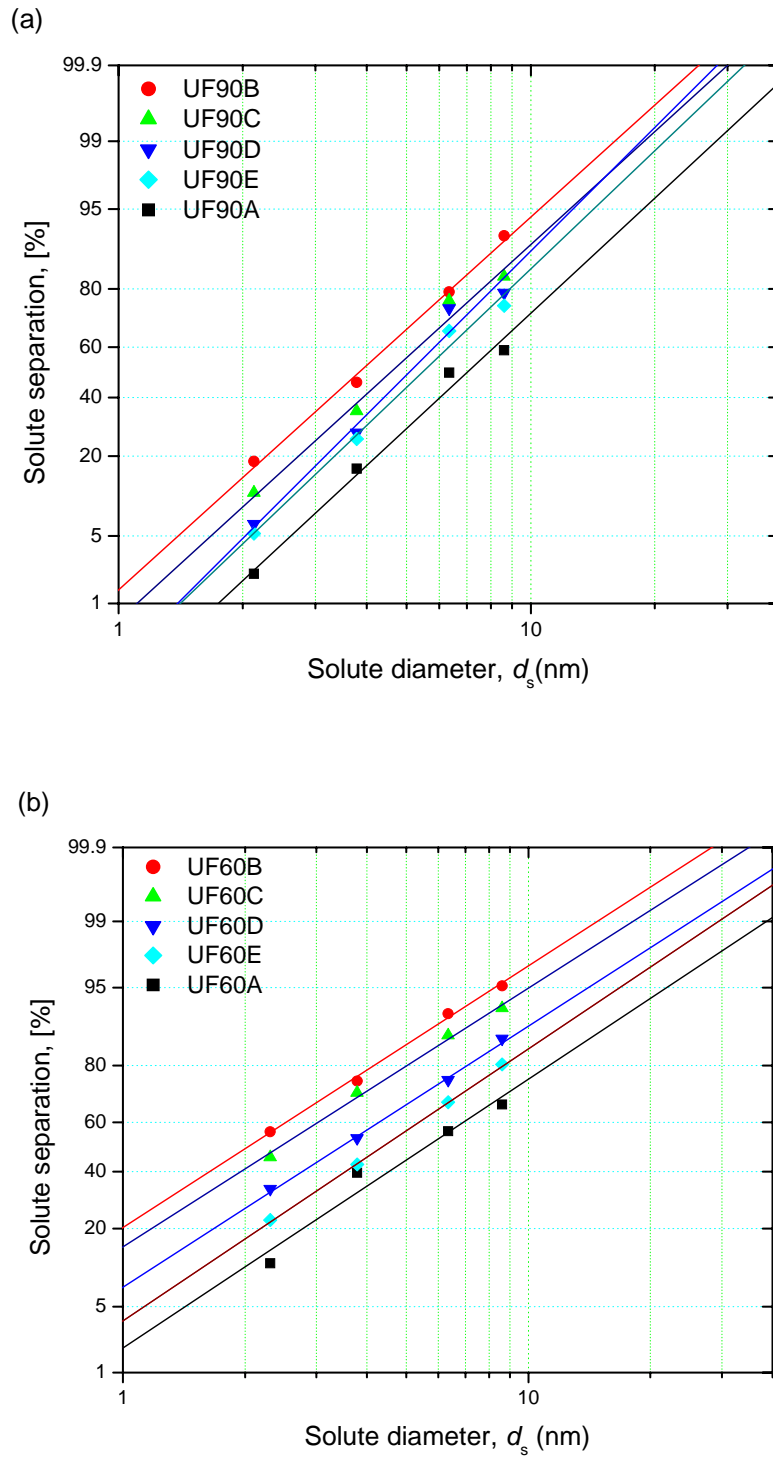 (a)
99.9
99
95
80
60
40
20
5
1
UF90B
UF90C
UF90D
UF90E
UF90A
Solute separation, [%]
1
10
Solute diameter, ds(nm)
(b)
99.9
99
95
80
60
40
20
5
1
UF60B
UF60C
UF60D
UF60E
UF60A
Solute separation, [%]
1
10
Solute diameter, ds (nm)